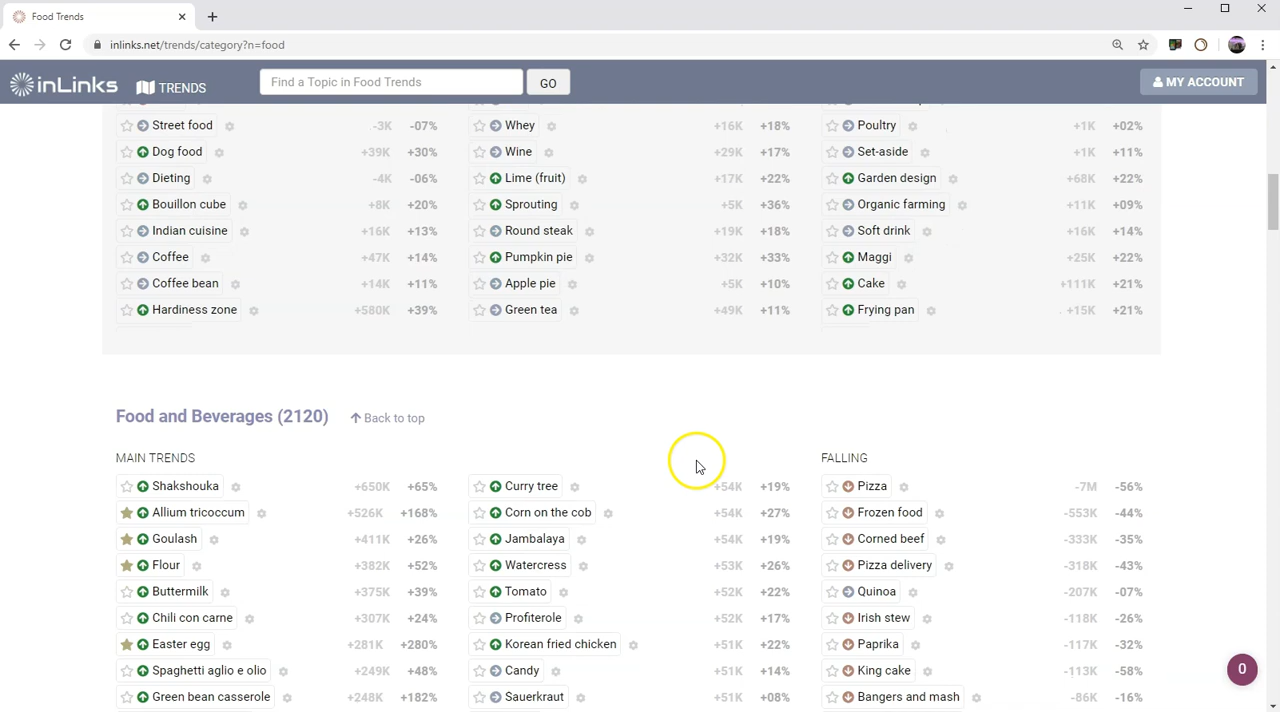 Food Trends
inlinks.net/trends/category?n=food
inLinks TRENDS Find a Topic in Food Trends GO MY ACCOUNT
Street food -3K -07% Whey +16K +18% Poultry +1K +02%
Dog food +39K +30% Wine +29K +17% Set-aside +1K +11%
Dieting -4K -06% Lime (fruit) +17K +22% Garden design +68K +22%
Bouillon cube +8K +20% Sprouting +5K +36% Organic farming +11K +09%
Indian cuisine +16K +13% Round steak +19K +18% Soft drink +16K +14%
Coffee +47K +14% Pumpkin pie +32K +33% Maggi +25K +22%
Coffee bean +14K +11% Apple pie +5K +10% Cake +111K +21%
Hardiness zone +580K +39% Green tea +49K +11% Frying pan +15K +21%
Food and Beverages (2120) Back to top
MAIN TRENDS FALLING
Shakshouka +650K +65% Curry tree +54K +19% Pizza -7M -56%
Allium tricoccum +526K +168% Corn on the cob +54K +27% Frozen food -553K -44%
Goulash +411K +26% Jambalaya +54K +19% Corned beef -333K -35%
Flour +382K +52% Watercress +53K +26% Pizza delivery -318K -43%
Buttermilk +375K +39% Tomato +52K +22% Quinoa -207K -07%
Chili con carne +307K +24% Profiterole +52K +17% Irish stew -118K -26%
Easter egg +281K +280% Korean fried chicken +51K +22% Paprika -117K -32%
Spaghetti aglio e olio +249K +48% Candy +51K +14% King cake -113K -58%
Green bean casserole +248K +182% Sauerkraut +51K +08% Bangers and mash -86K -16%
0